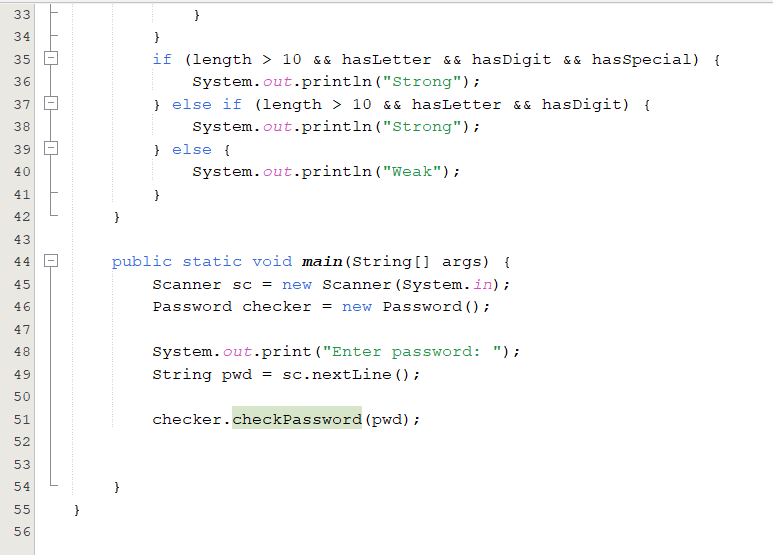 33 }
34 }
35 if (length > 10 && hasLetter && hasDigit && hasSpecial) {
36 System.out.println("Strong");
37 } else if (length > 10 && hasLetter && hasDigit) {
38 System.out.println("Strong");
39 } else {
40 System.out.println("Weak");
41 }
42 }
43
44 public static void main(String[] args) {
45 Scanner sc = new Scanner(System.in);
46 Password checker = new Password();
47
48 System.out.print("Enter password: ");
49 String pwd = sc.nextLine();
50
51 checker.checkPassword(pwd);
52
53
54 }
55 }
56